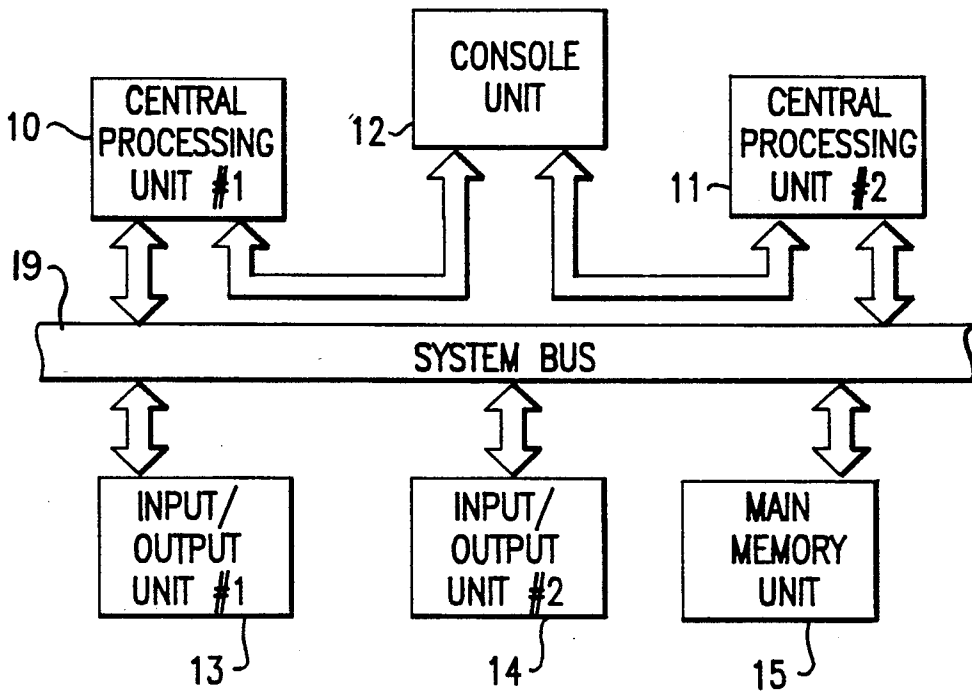 CONSOLE
UNIT
12
CENTRAL
PROCESSING
UNIT #1
10
CENTRAL
PROCESSING
UNIT #2
11
19
SYSTEM BUS
INPUT/
OUTPUT
UNIT #1
13
INPUT/
OUTPUT
UNIT #2
14
MAIN
MEMORY
UNIT
15